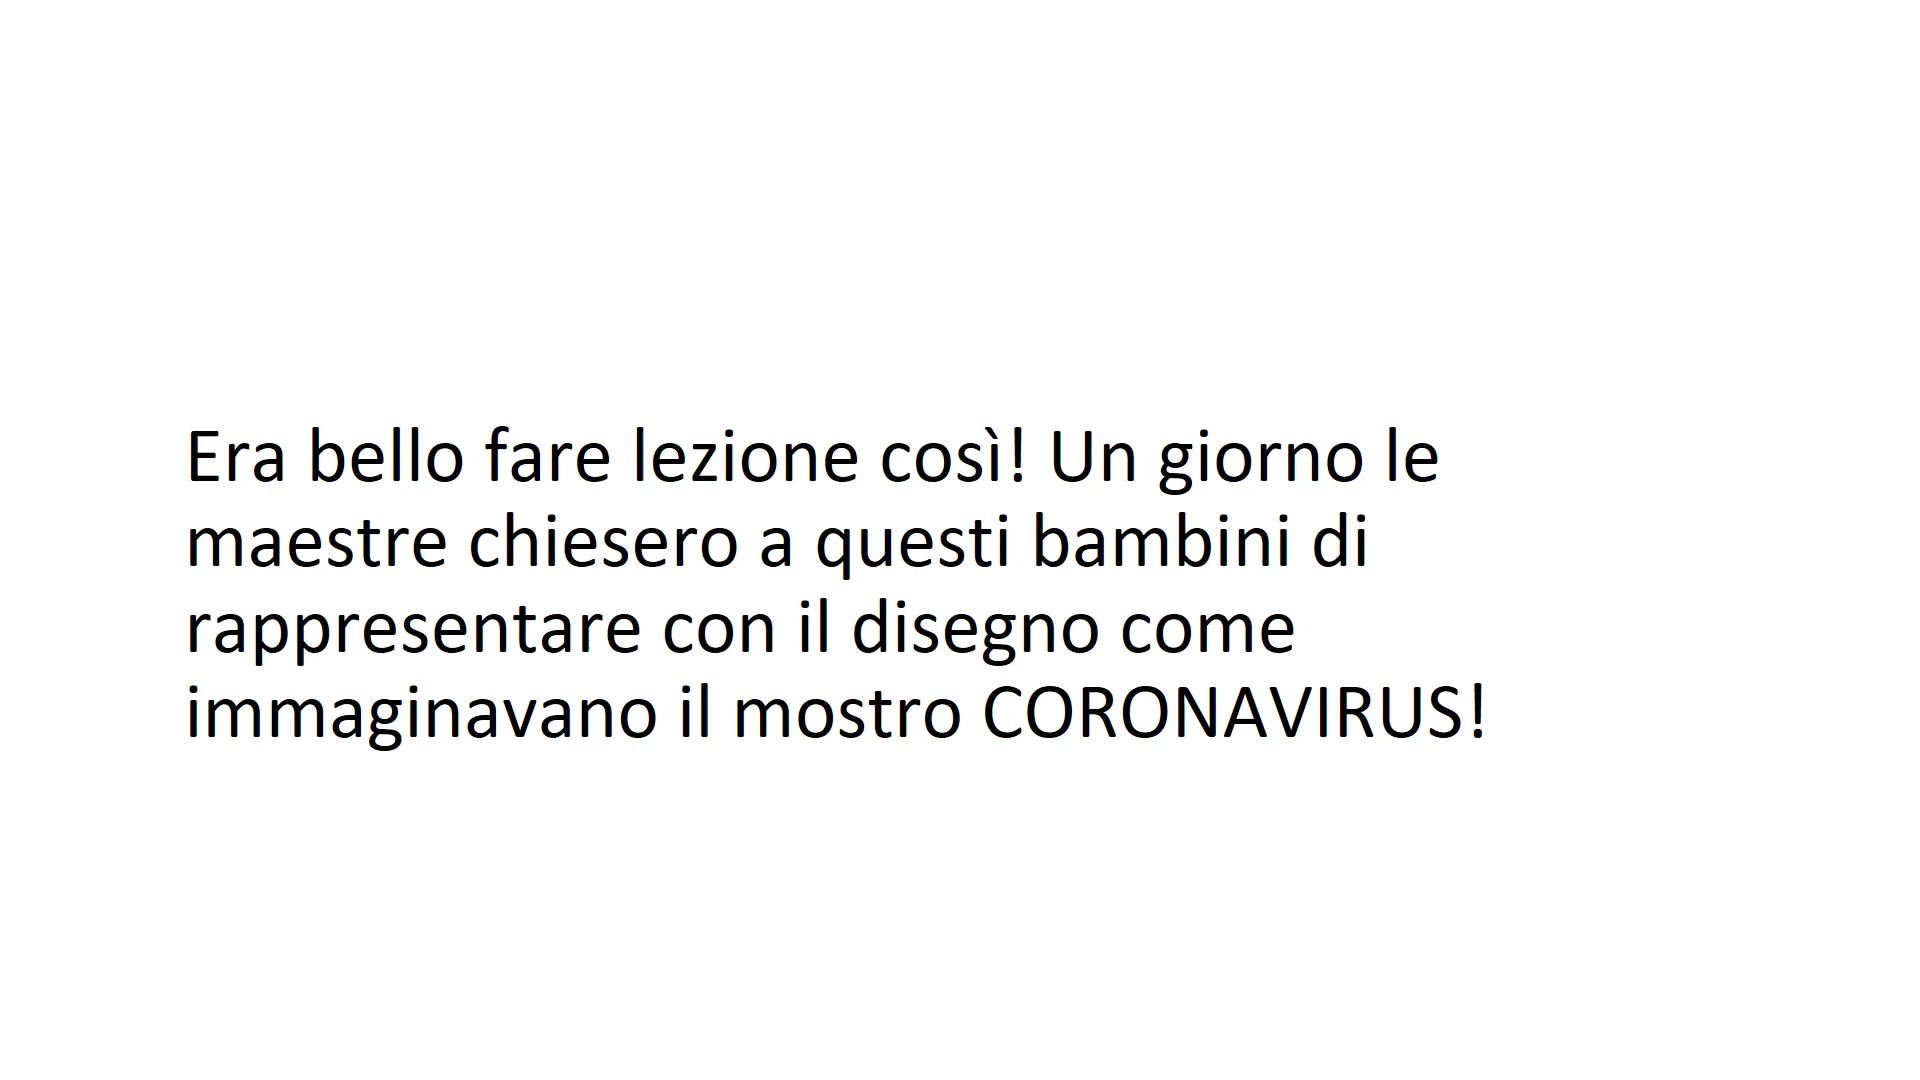 Era bello fare lezione così! Un giorno le
maestre chiesero a questi bambini di
rappresentare con il disegno come
immaginavano il mostro CORONAVIRUS!